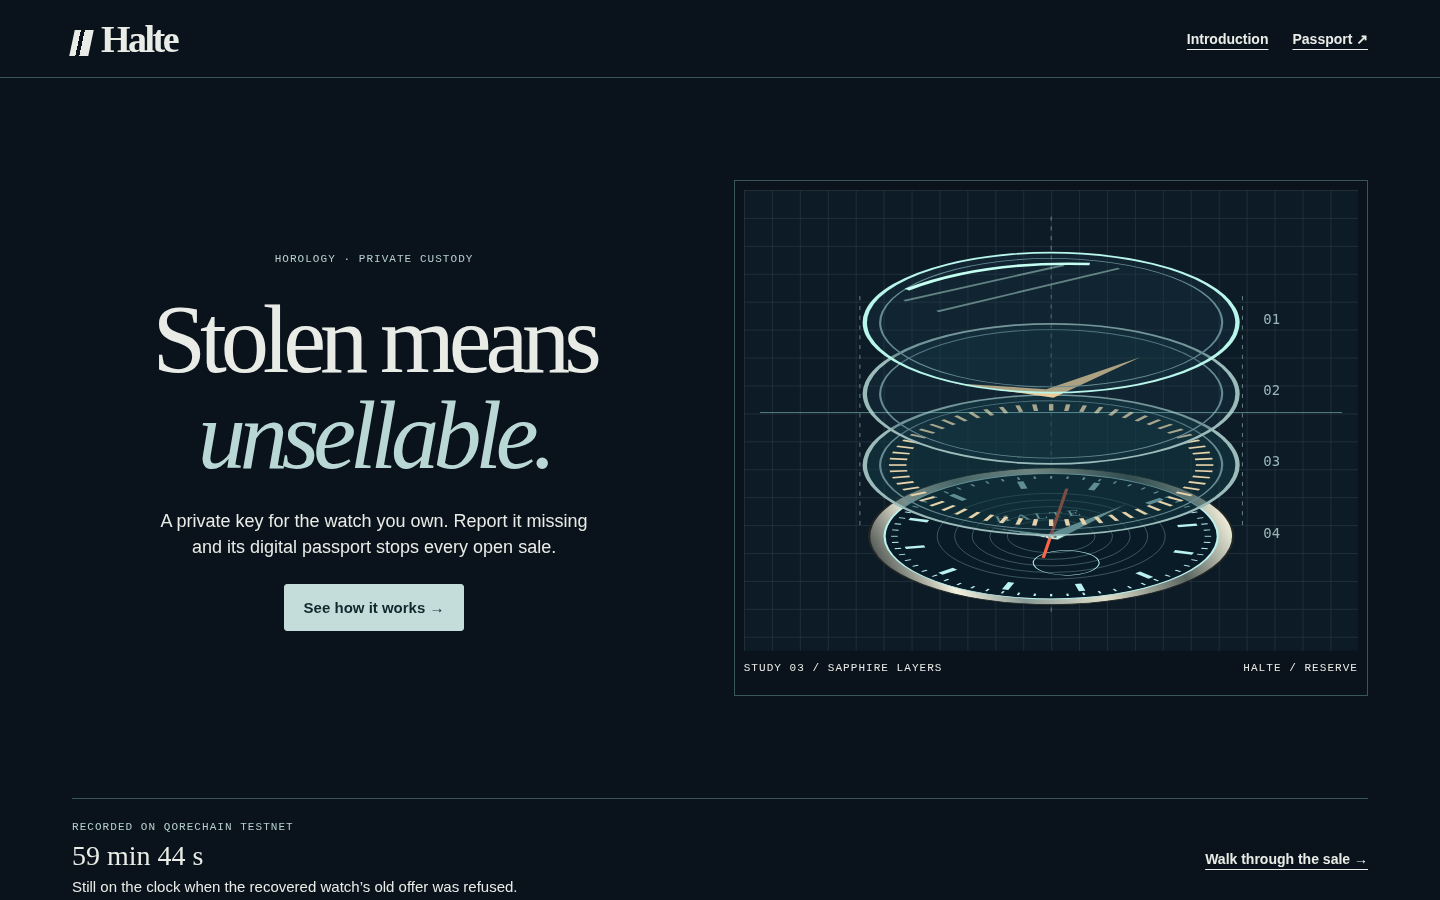 Halte
Introduction
Passport ↗
HOROLOGY · PRIVATE CUSTODY
Stolen means
unsellable.
A private key for the watch you own. Report it missing
and its digital passport stops every open sale.
See how it works →
01
02
03
04
STUDY 03 / SAPPHIRE LAYERS
HALTE / RESERVE
RECORDED ON QORECHAIN TESTNET
59 min 44 s
Still on the clock when the recovered watch’s old offer was refused.
Walk through the sale →